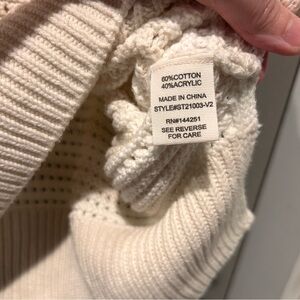 60%COTTON
40%ACRYLIC
MADE IN CHINA
STYLE#ST21003-V2
RN#144251
SEE REVERSE
FOR CARE